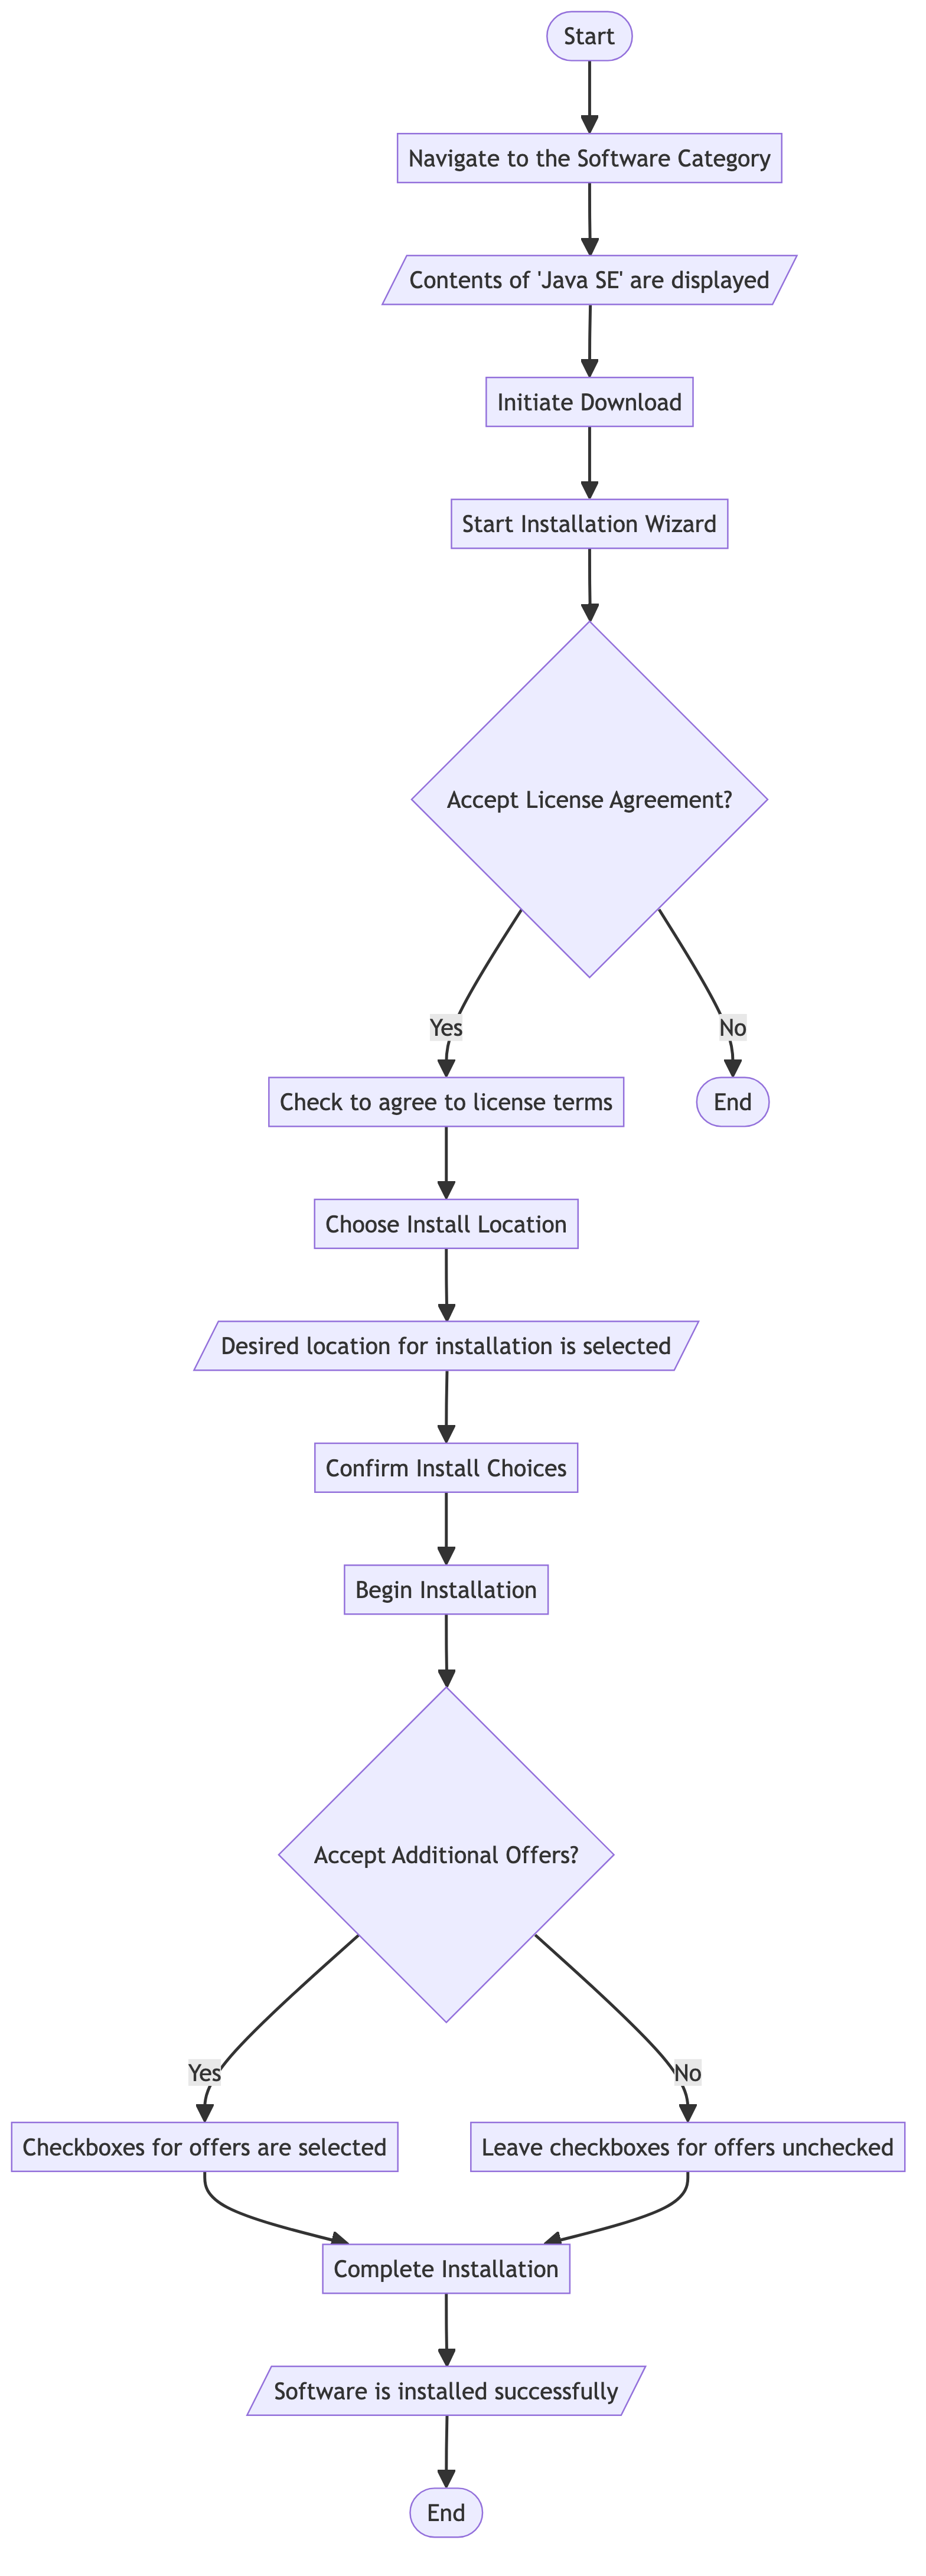 Start
Navigate to the Software Category
Contents of 'Java SE' are displayed
Initiate Download
Start Installation Wizard
Accept License Agreement?
Yes
No
Check to agree to license terms
End
Choose Install Location
Desired location for installation is selected
Confirm Install Choices
Begin Installation
Accept Additional Offers?
Yes
No
Checkboxes for offers are selected
Leave checkboxes for offers unchecked
Complete Installation
Software is installed successfully
End